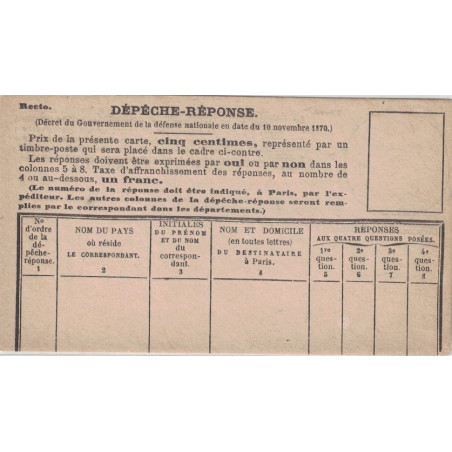 Recto.
DÉPÊCHE-RÉPONSE.
(Décret du Gouvernement de la défense nationale en date du 10 novembre 1870.)
Prix de la présente carte, cinq centimes, représenté par un
timbre-poste qui sera placé dans le cadre ci-contre.
Les réponses doivent être exprimées par oui ou par non dans les
colonnes 5 à 8. Taxe d'affranchissement des réponses, au nombre de
4 ou au-dessous, un franc.
(Le numéro de la réponse doit être indiqué, à Paris, par l'ex-
péditeur. Les autres colonnes de la dépêche-réponse seront rem-
plies par le correspondant dans les départements.)
No
d'ordre
de la
dé-
pêche-
réponse.
1
NOM DU PAYS
où réside
LE CORRESPONDANT.
2
INITIALES
DU PRÉNOM
ET DU NOM
du
correspon-
dant.
3
NOM ET DOMICILE
(en toutes lettres)
DU DESTINATAIRE
à Paris.
4
RÉPONSES
AUX QUATRE QUESTIONS POSÉES.
1re
ques-
tion.
5
2e
ques-
tion.
6
3e
ques-
tion.
7
4e
ques-
tion.
8